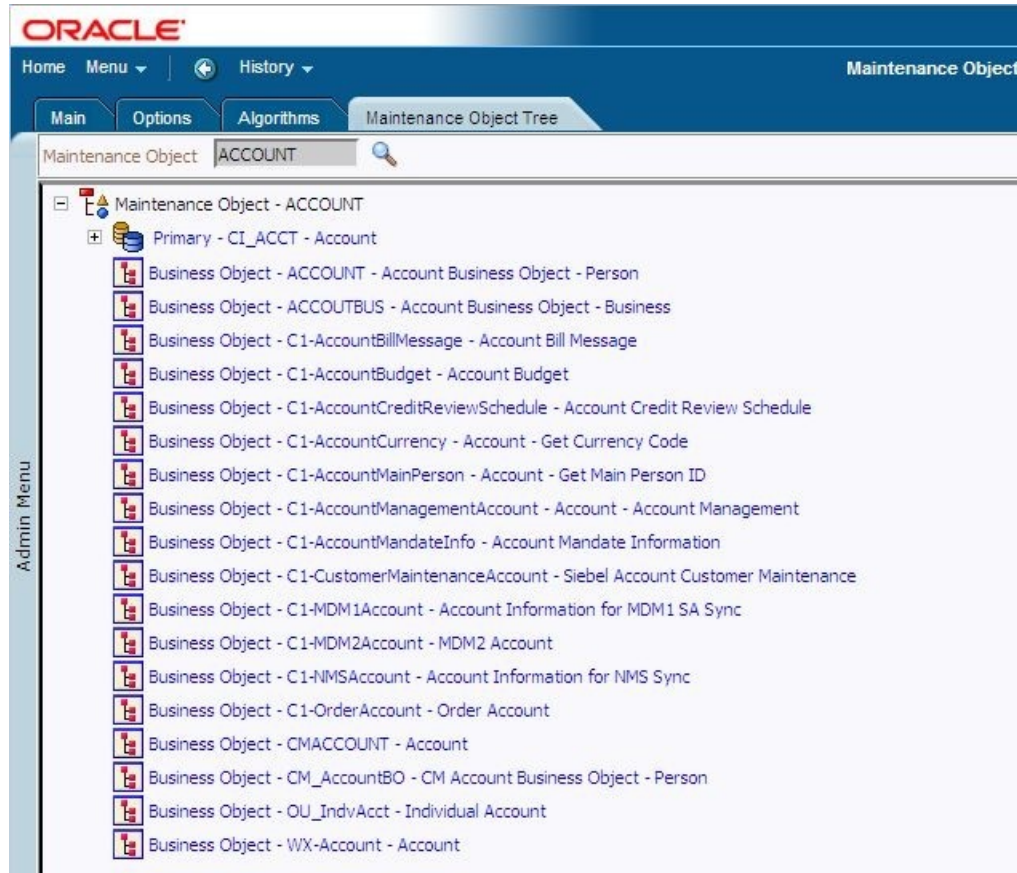 ORACLE
Home Menu History Maintenance Object
Main Options Algorithms Maintenance Object Tree
Maintenance Object ACCOUNT
Maintenance Object - ACCOUNT
Primary - CI_ACCT - Account
Business Object - ACCOUNT - Account Business Object - Person
Business Object - ACCOUTBUS - Account Business Object - Business
Business Object - C1-AccountBillMessage - Account Bill Message
Business Object - C1-AccountBudget - Account Budget
Business Object - C1-AccountCreditReviewSchedule - Account Credit Review Schedule
Business Object - C1-AccountCurrency - Account - Get Currency Code
Business Object - C1-AccountMainPerson - Account - Get Main Person ID
Business Object - C1-AccountManagementAccount - Account - Account Management
Business Object - C1-AccountMandateInfo - Account Mandate Information
Business Object - C1-CustomerMaintenanceAccount - Siebel Account Customer Maintenance
Business Object - C1-MDM1Account - Account Information for MDM1 SA Sync
Business Object - C1-MDM2Account - MDM2 Account
Business Object - C1-NMSAccount - Account Information for NMS Sync
Business Object - C1-OrderAccount - Order Account
Business Object - CMACCOUNT - Account
Business Object - CM_AccountBO - CM Account Business Object - Person
Business Object - OU_IndvAcct - Individual Account
Business Object - WX-Account - Account
Admin Menu